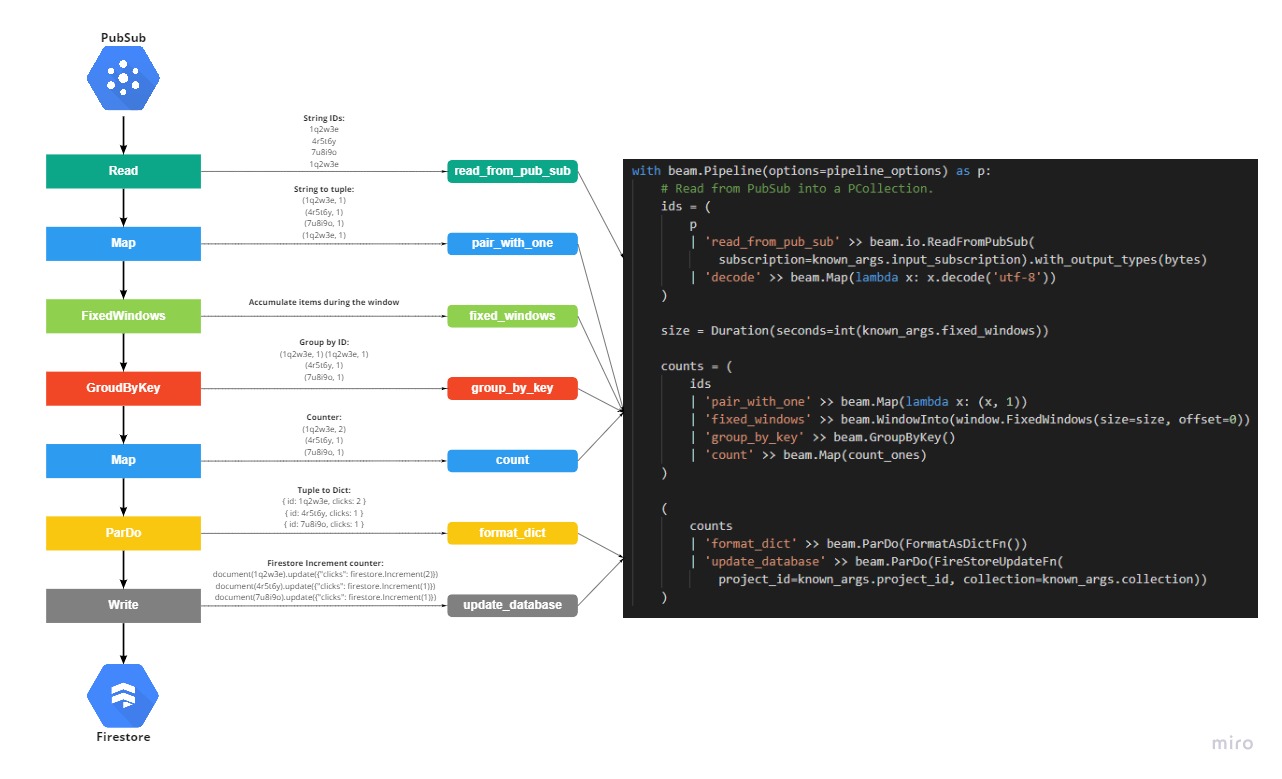 PubSub
String IDs:
1q2w3e
4r5t6y
7u8i9o
1q2w3e
Read
read_from_pub_sub
String to tuple:
(1q2w3e, 1)
(4r5t6y, 1)
(7u8i9o, 1)
(1q2w3e, 1)
Map
pair_with_one
Accumulate items during the window
FixedWindows
fixed_windows
Group by ID:
(1q2w3e, 1) (1q2w3e, 1)
(4r5t6y, 1)
(7u8i9o, 1)
GroudByKey
group_by_key
Counter:
(1q2w3e, 2)
(4r5t6y, 1)
(7u8i9o, 1)
Map
count
Tuple to Dict:
{ id: 1q2w3e, clicks: 2 }
{ id: 4r5t6y, clicks: 1 }
{ id: 7u8i9o, clicks: 1 }
ParDo
format_dict
Firestore Increment counter:
document(1q2w3e).update({"clicks": firestore.Increment(2)})
document(4r5t6y).update({"clicks": firestore.Increment(1)})
document(7u8i9o).update({"clicks": firestore.Increment(1)})
Write
update_database
Firestore
with beam.Pipeline(options=pipeline_options) as p:
# Read from PubSub into a PCollection.
ids = (
p
| 'read_from_pub_sub' >> beam.io.ReadFromPubSub(
subscription=known_args.input_subscription).with_output_types(bytes)
| 'decode' >> beam.Map(lambda x: x.decode('utf-8'))
)
size = Duration(seconds=int(known_args.fixed_windows))
counts = (
ids
| 'pair_with_one' >> beam.Map(lambda x: (x, 1))
| 'fixed_windows' >> beam.WindowInto(window.FixedWindows(size=size, offset=0))
| 'group_by_key' >> beam.GroupByKey()
| 'count' >> beam.Map(count_ones)
)
(
counts
| 'format_dict' >> beam.ParDo(FormatAsDictFn())
| 'update_database' >> beam.ParDo(FireStoreUpdateFn(
project_id=known_args.project_id, collection=known_args.collection))
)
miro